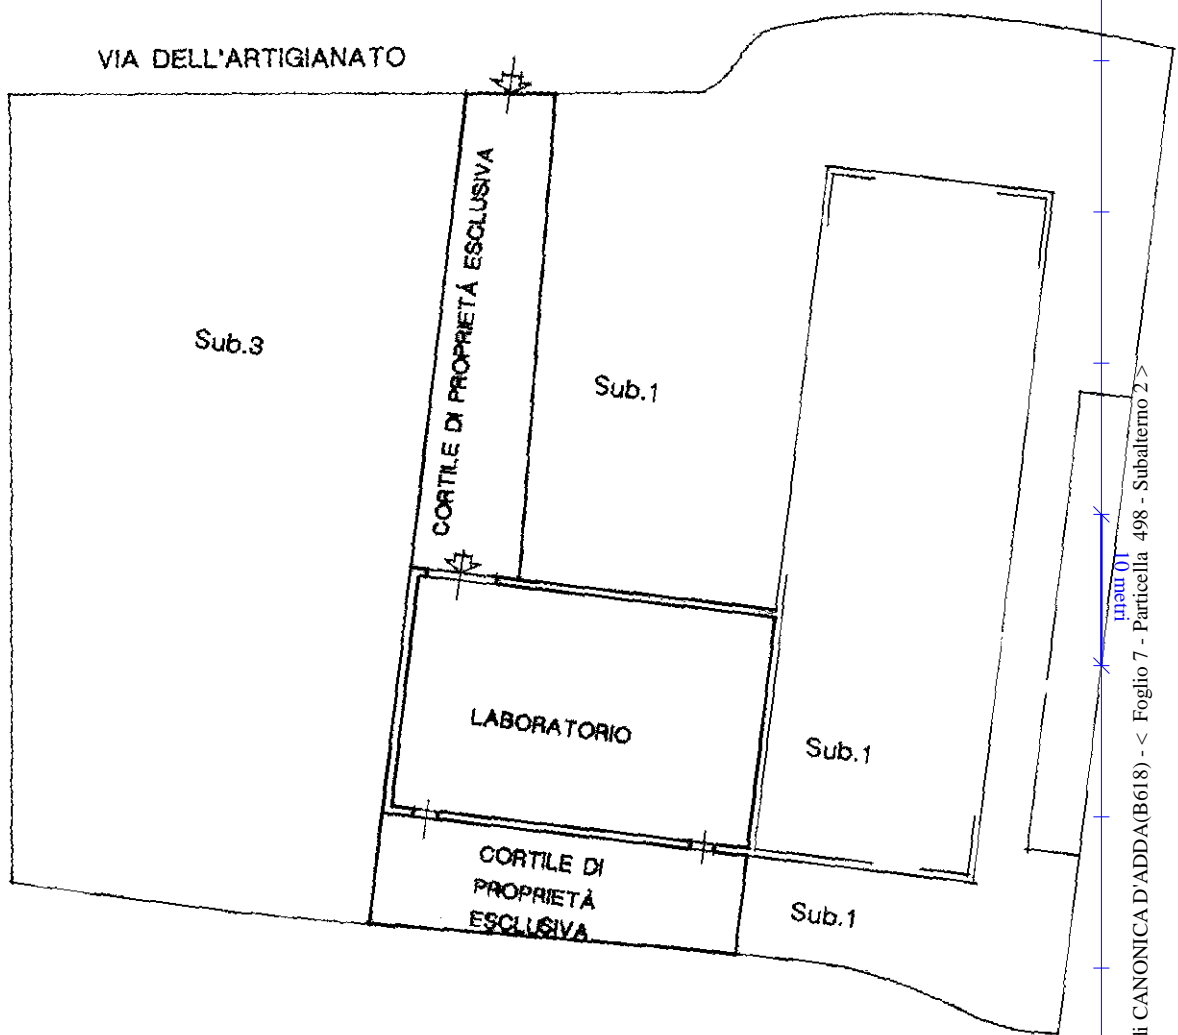 VIA DELL'ARTIGIANATO
CORTILE DI PROPRIETÀ ESCLUSIVA
Sub.3
Sub.1
LABORATORIO
Sub.1
CORTILE DI
PROPRIETÀ
ESCLUSIVA
Sub.1
10 metri
di CANONICA D'ADDA(B618) - < Foglio 7 - Particella 498 - Subalterno 2 >